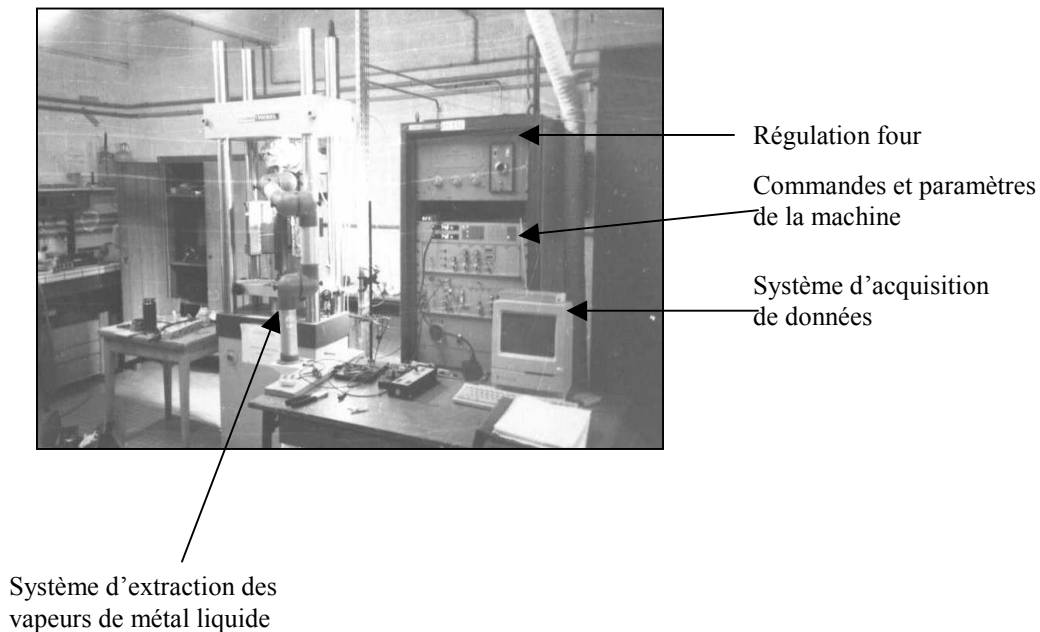 Régulation four
Commandes et paramètres
de la machine
Système d’acquisition
de données
Système d’extraction des
vapeurs de métal liquide